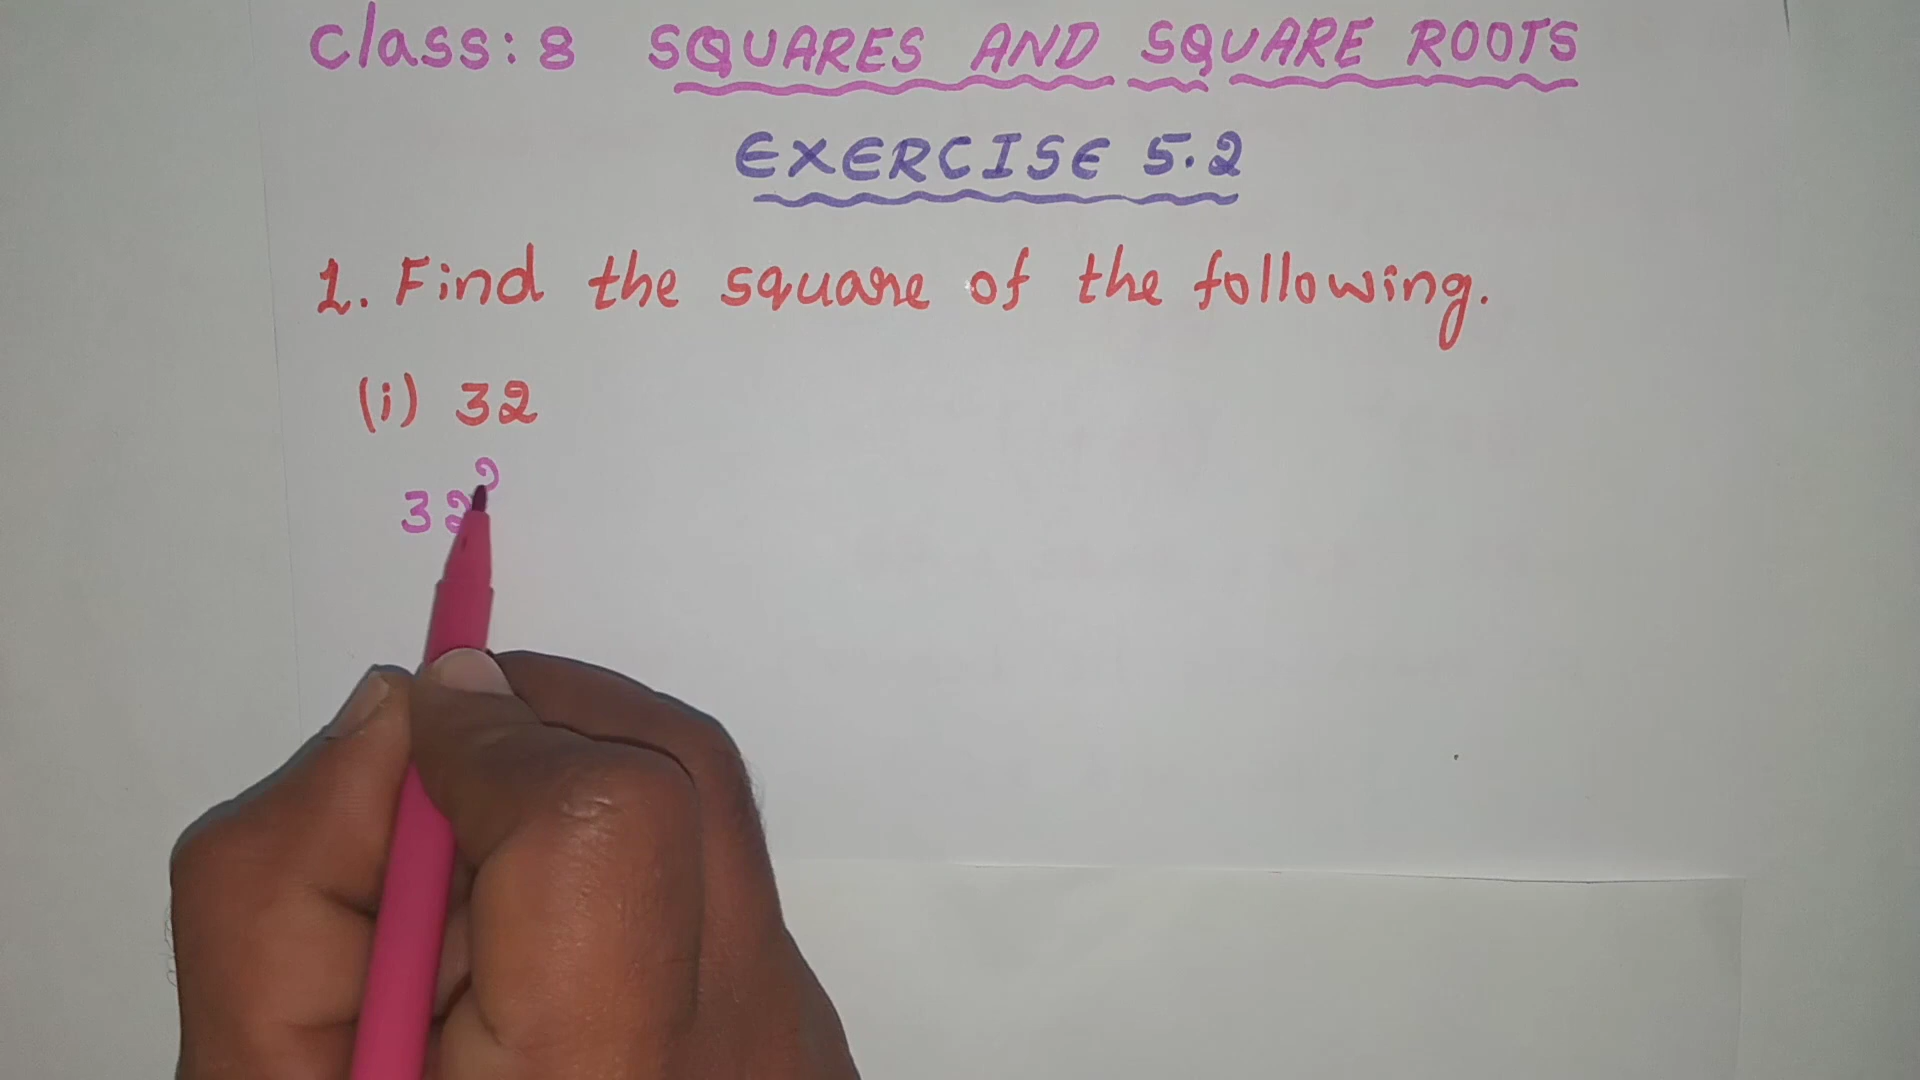 Class: 8 SQUARES AND SQUARE ROOTS
EXERCISE 5.2
1. Find the square of the following.
(i) 32
32²